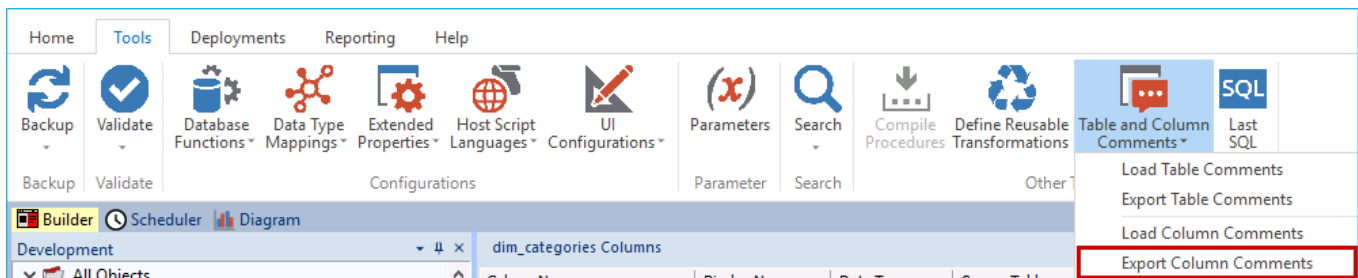 Home Tools Deployments Reporting Help
(x) SQL
Backup Validate Database Functions Data Type Mappings Extended Properties Host Script Languages UI Configurations Parameters Search Compile Procedures Define Reusable Transformations Table and Column Comments Last SQL
Backup Validate Configurations Parameter Search Other
Load Table Comments
Export Table Comments
Load Column Comments
Export Column Comments
Builder Scheduler Diagram
Development dim_categories Columns
All Objects